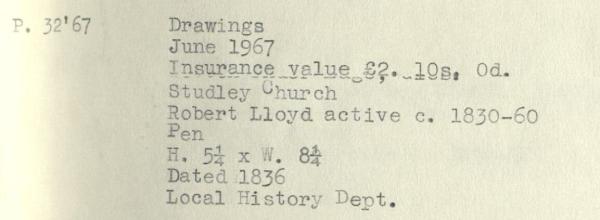 P. 32'67 Drawings
June 1967
Insurance value £2. 10s. 0d.
Studley Church
Robert Lloyd active c. 1830-60
Pen
H. 5¼ x W. 8¼
Dated 1836
Local History Dept.